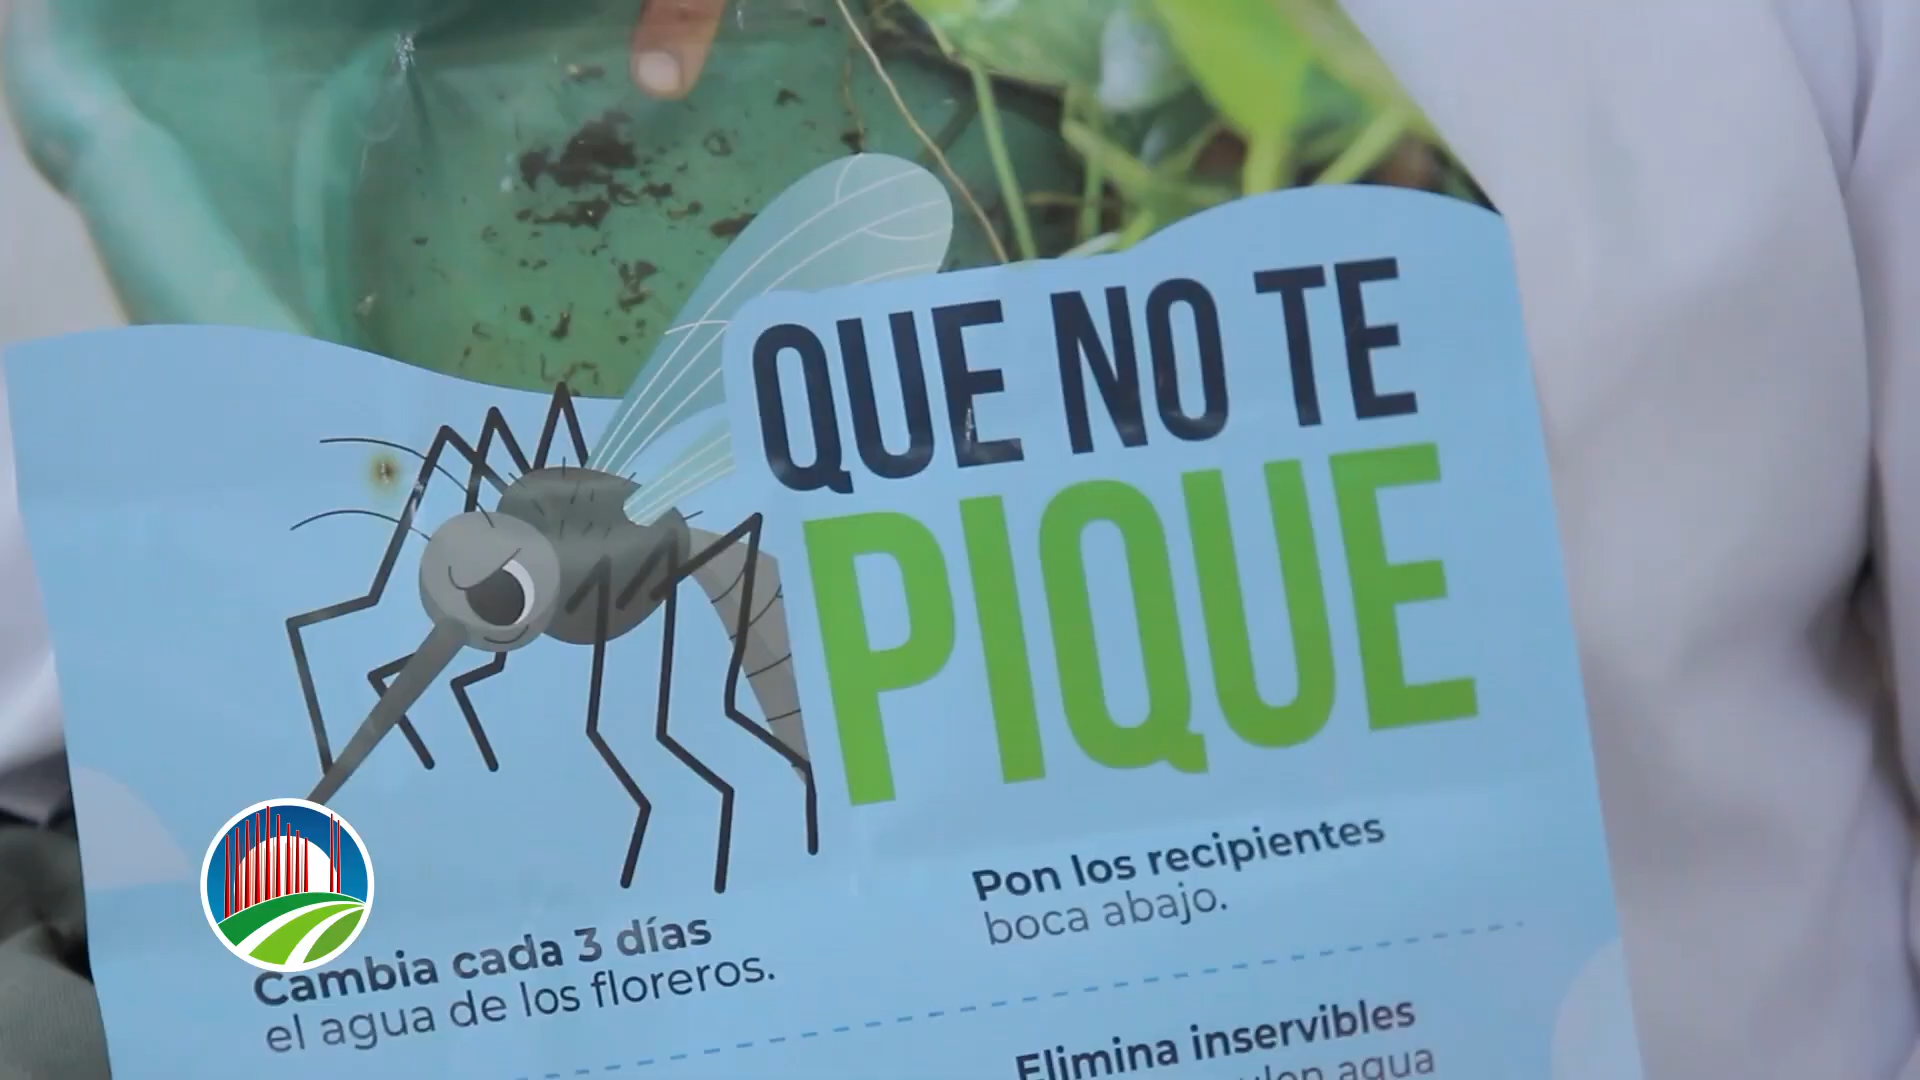 QUE NO TE
PIQUE
Pon los recipientes
boca abajo.
Cambia cada 3 días
el agua de los floreros.
Elimina inservibles
agua